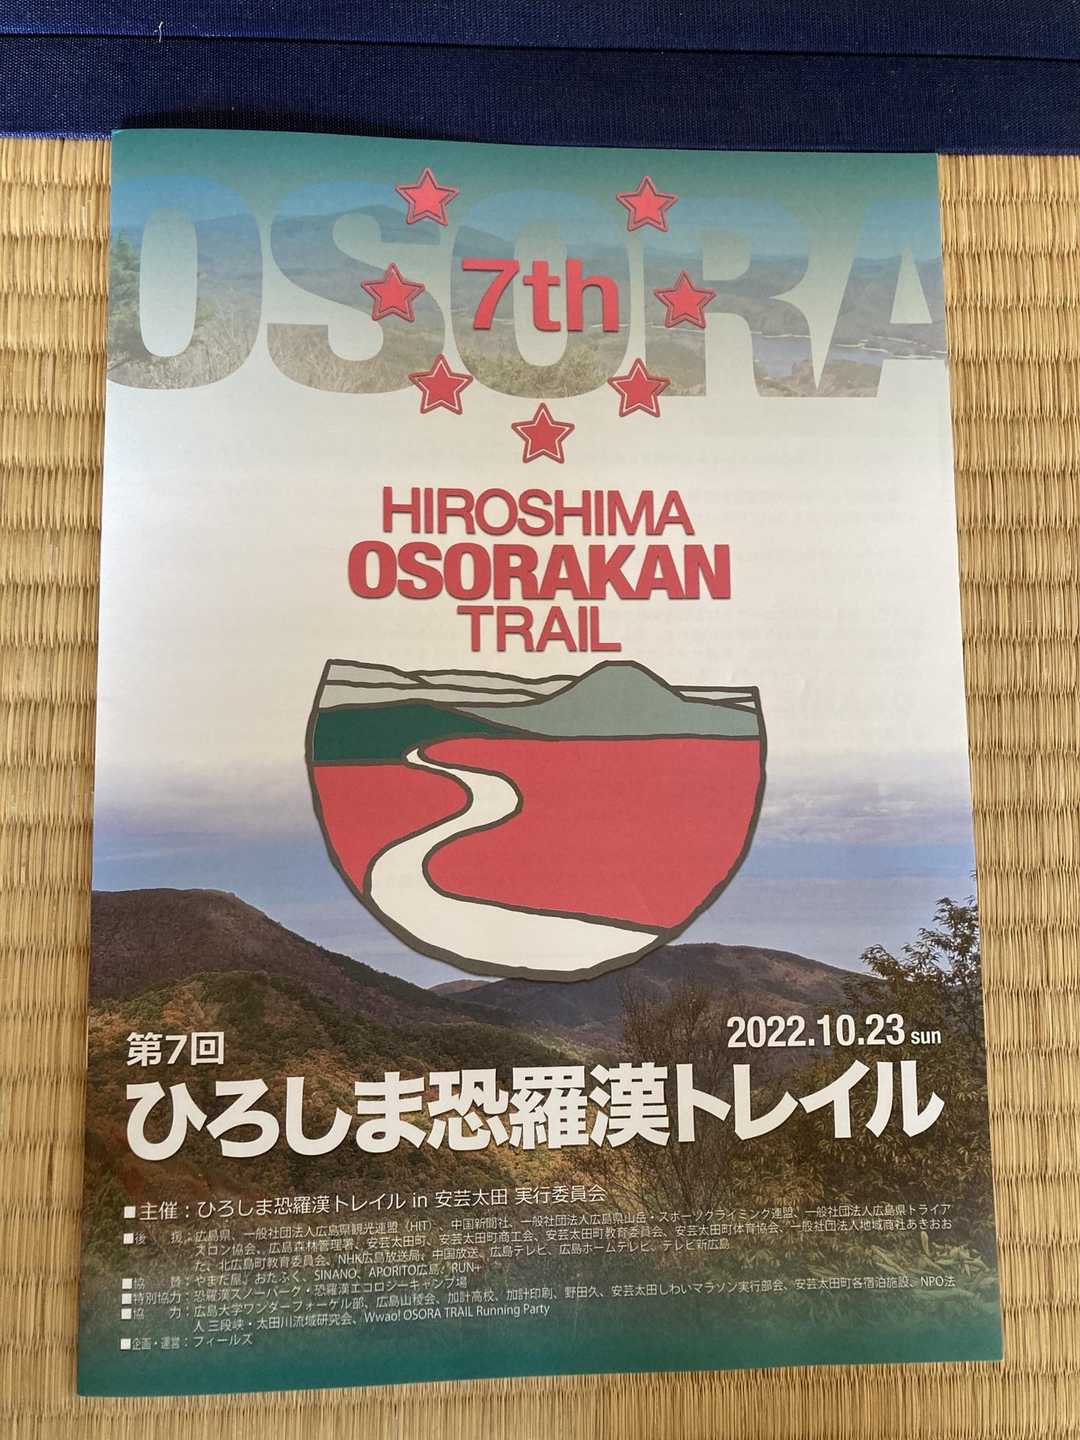 OSORA
7th
HIROSHIMA
OSORAKAN
TRAIL
2022.10.23 sun
第7回
ひろしま恐羅漢トレイル
■主催：ひろしま恐羅漢トレイル in 安芸太田 実行委員会
■後　援：広島県、一般社団法人広島県観光連盟（HIT）、中国新聞社、一般社団法人広島県山岳・スポーツクライミング連盟、一般社団法人広島県トライア
スロン協会、広島森林管理署、安芸太田町、安芸太田町商工会、安芸太田町教育委員会、安芸太田町体育協会、一般社団法人地域商社あきおお
た、北広島町教育委員会、NHK広島放送局、中国放送、広島テレビ、広島ホームテレビ、テレビ新広島
■協　賛：やまだ屋、おたふく、SINANO、APORITO広島、RUN+
■特別協力：恐羅漢スノーパーク・恐羅漢エコロジーキャンプ場
■協　力：広島大学ワンダーフォーゲル部、広島山稜会、加計高校、加計印刷、野田久、安芸太田しわいマラソン実行部会、安芸太田町各宿泊施設、NPO法
人 三段峡・太田川流域研究会、Wwao! OSORA TRAIL Running Party
■企画・運営：フィールズ